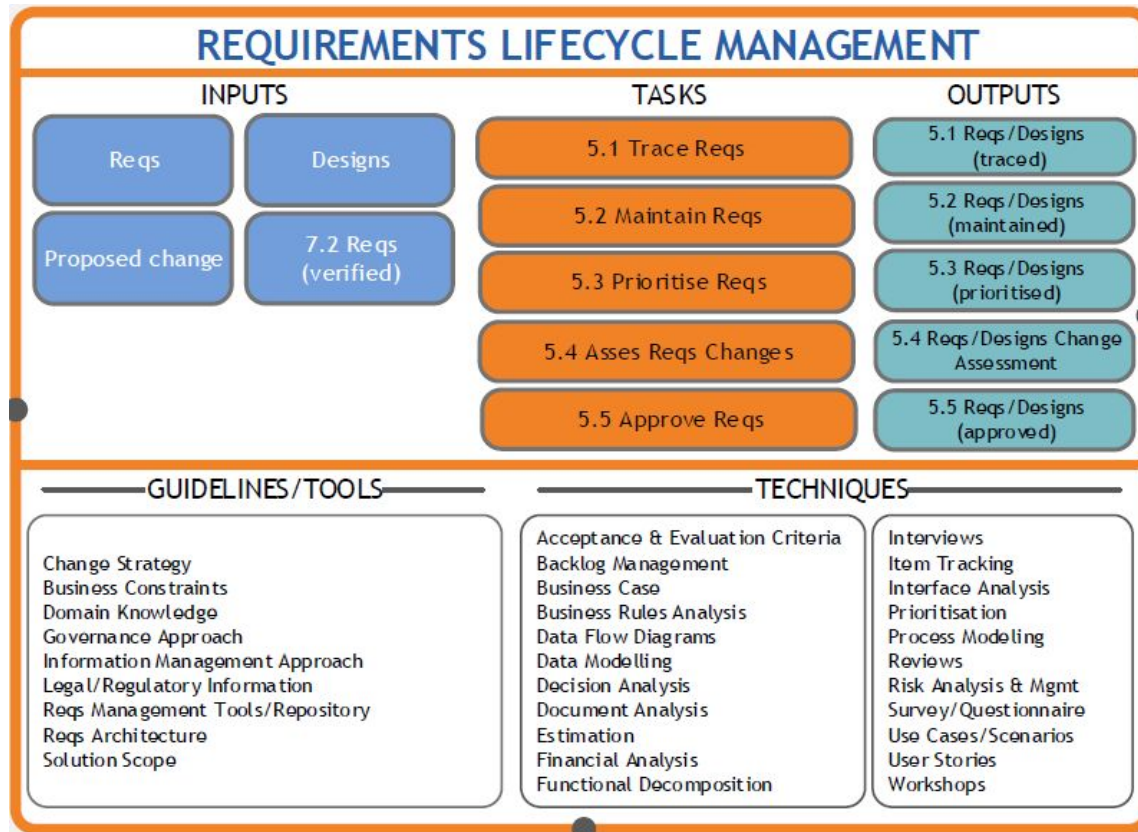 REQUIREMENTS LIFECYCLE MANAGEMENT
INPUTS
Reqs
Designs
Proposed change
7.2 Reqs
(verified)
TASKS
5.1 Trace Reqs
5.2 Maintain Reqs
5.3 Prioritise Reqs
5.4 Asses Reqs Changes
5.5 Approve Reqs
OUTPUTS
5.1 Reqs/Designs
(traced)
5.2 Reqs/Designs
(maintained)
5.3 Reqs/Designs
(prioritised)
5.4 Reqs/Designs Change
Assessment
5.5 Reqs/Designs
(approved)
GUIDELINES/TOOLS
Change Strategy
Business Constraints
Domain Knowledge
Governance Approach
Information Management Approach
Legal/Regulatory Information
Reqs Management Tools/Repository
Reqs Architecture
Solution Scope
TECHNIQUES
Acceptance & Evaluation Criteria
Backlog Management
Business Case
Business Rules Analysis
Data Flow Diagrams
Data Modelling
Decision Analysis
Document Analysis
Estimation
Financial Analysis
Functional Decomposition
Interviews
Item Tracking
Interface Analysis
Prioritisation
Process Modeling
Reviews
Risk Analysis & Mgmt
Survey/Questionnaire
Use Cases/Scenarios
User Stories
Workshops